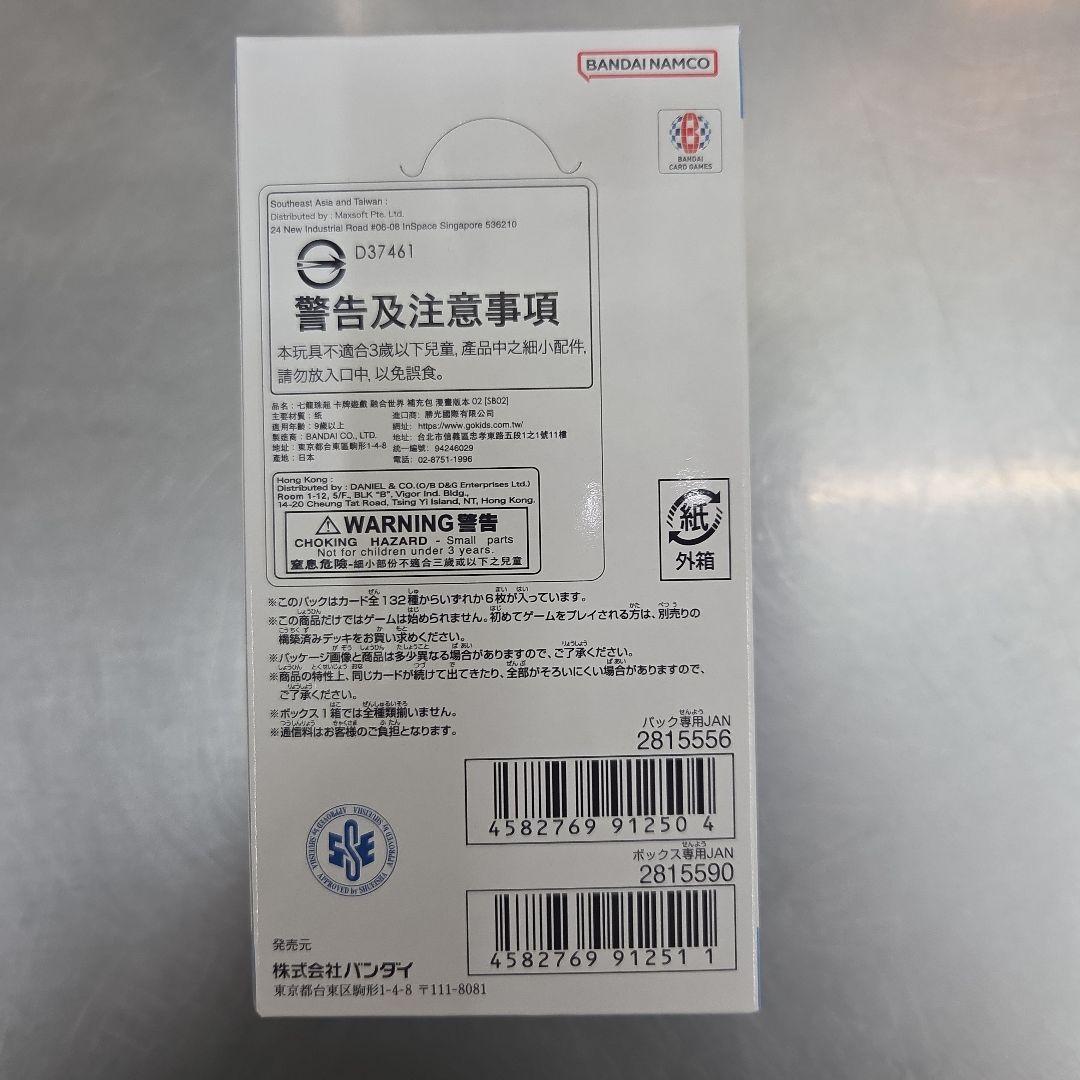 BANDAI NAMCO
BANDAI
CARD GAMES
Southeast Asia and Taiwan :
Distributed by : Maxsoft Pte. Ltd.
24 New Industrial Road #06-08 InSpace Singapore 536210
D37461
警告及注意事項
本玩具不適合3歲以下兒童, 產品中之細小配件,
請勿放入口中, 以免誤食。
品名: 七龍珠超 卡牌遊戲 融合世界 補充包 漫畫版本 02 [SB02]
主要材質: 紙
適用年齡: 9歲以上
製造商: BANDAI CO., LTD.
地址: 東京都台東區駒形1-4-8
產地: 日本
進口商: 勝光國際有限公司
網址: https://www.gokids.com.tw/
地址: 台北市信義區忠孝東路五段1之1號11樓
統一編號: 94246029
電話: 02-8751-1996
Hong Kong :
Distributed by : DANIEL & CO.(O/B D&G Enterprises Ltd.)
Room 1-12, 5/F., BLK "B", Vigor Ind. Bldg.,
14-20 Cheung Tat Road, Tsing Yi Island, NT, Hong Kong.
⚠WARNING 警告
CHOKING HAZARD - Small parts
Not for children under 3 years.
窒息危險-細小部份不適合三歲或以下之兒童
紙
外箱
※このパックはカード全132種からいずれか6枚が入っています。
※この商品だけではゲームは始められません。初めてゲームをプレイされる方は、別売りの
構築済みデッキをお買い求めください。
※パッケージ画像と商品は多少異なる場合がありますので、ご了承ください。
※商品の特性上、同じカードが続けて出てきたり、全部がそろいにくい場合がありますので、
ご了承ください。
※ボックス1箱では全種類揃いません。
※通信料はお客様のご負担となります。
パック専用JAN
2815556
4582769 91250 4
ボックス専用JAN
2815590
4582769 91251 1
SE
APPROVED by SHUEISHA
発売元
株式会社バンダイ
東京都台東区駒形1-4-8 〒111-8081